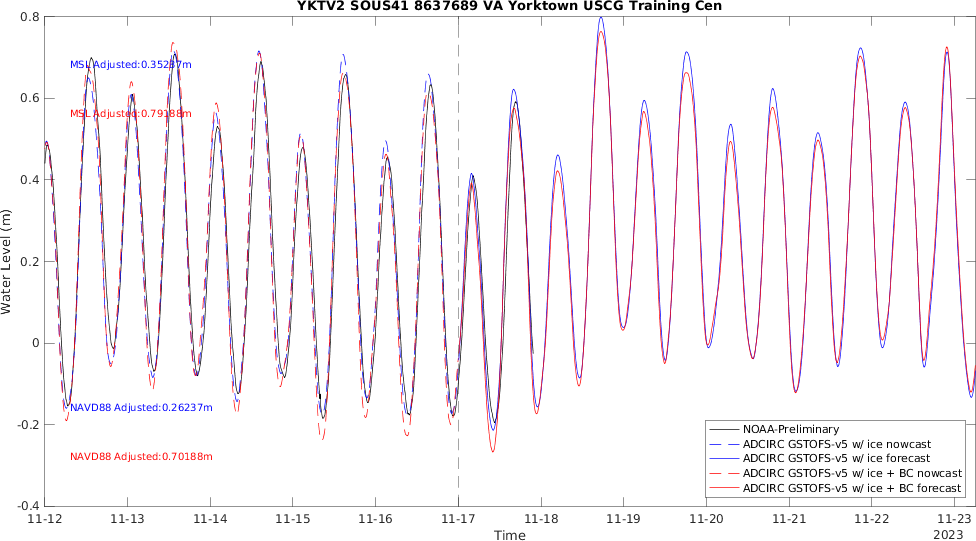 YKTV2 SOUS41 8637689 VA Yorktown USCG Training Cen
0.8
MSL Adjusted:0.35237m
0.6
MSL Adjusted:0.79188m
0.4
Water Level (m)
0.2
0
-0.2
NAVD88 Adjusted:0.26237m
NAVD88 Adjusted:0.70188m
-0.4
NOAA-Preliminary
ADCIRC GSTOFS-v5 w/ ice nowcast
ADCIRC GSTOFS-v5 w/ ice forecast
ADCIRC GSTOFS-v5 w/ ice + BC nowcast
ADCIRC GSTOFS-v5 w/ ice + BC forecast
11-12 11-13 11-14 11-15 11-16 11-17 11-18 11-19 11-20 11-21 11-22 11-23
Time
2023